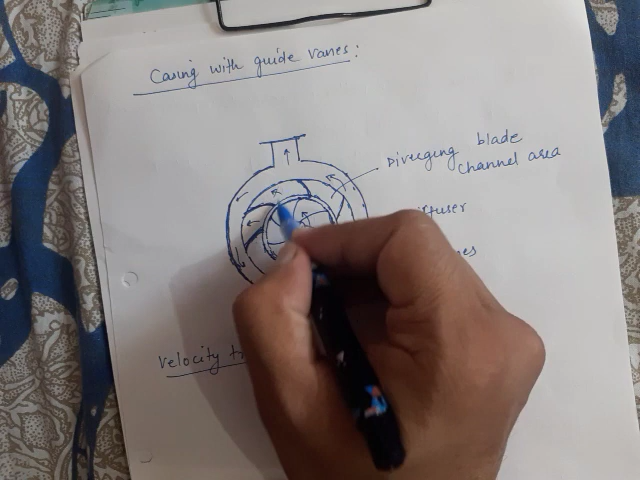 Casing with guide vanes:
Diverging blade
channel area
Velocity